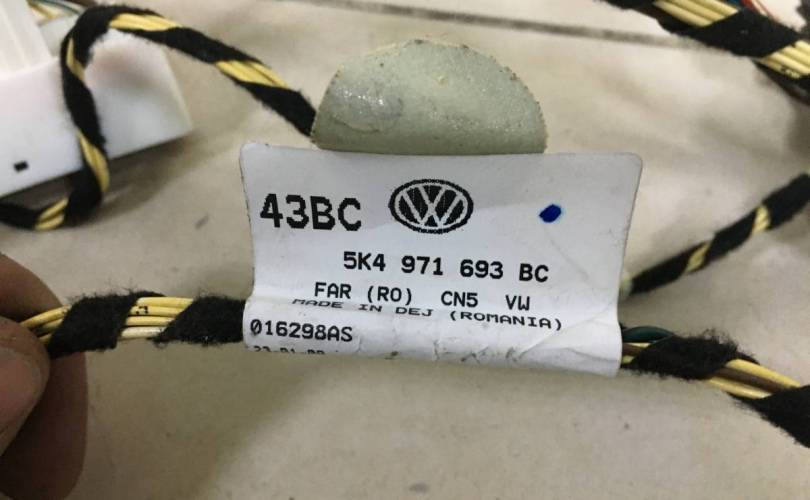 43BC
5K4 971 693 BC
FAR (RO) CN5 VW
MADE IN DEJ (ROMANIA)
016298AS